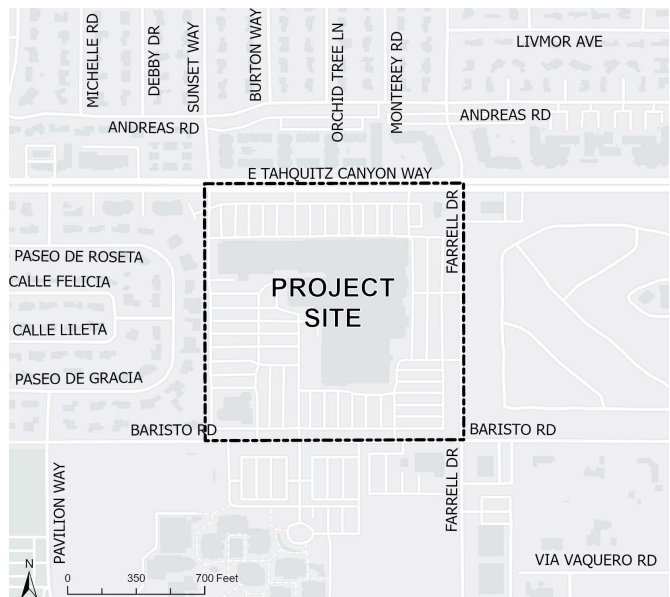 MICHELLE RD
DEBBY DR
SUNSET WAY
BURTON WAY
ORCHID TREE LN
MONTEREY RD
LIVMOR AVE
ANDREAS RD
ANDREAS RD
E TAHQUITZ CANYON WAY
FARRELL DR
PASEO DE ROSETA
CALLE FELICIA
PROJECT
SITE
CALLE LILETA
PASEO DE GRACIA
BARISTO RD
BARISTO RD
PAVILION WAY
FARRELL DR
VIA VAQUERO RD
N
0 350 700 Feet